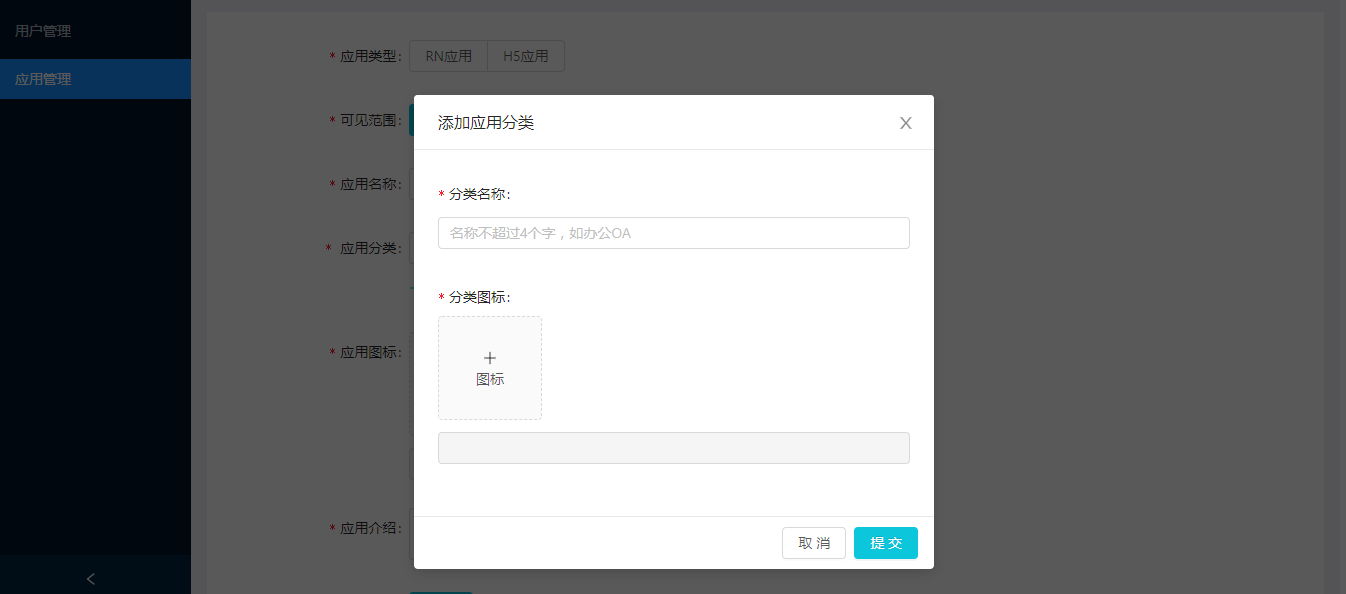 用户管理
应用管理
* 应用类型:
RN应用 H5应用
* 可见范围:
* 应用名称:
* 应用分类:
* 应用图标:
* 应用介绍:
添加应用分类
* 分类名称:
名称不超过4个字，如办公OA
* 分类图标:
+
图标
取 消 提 交